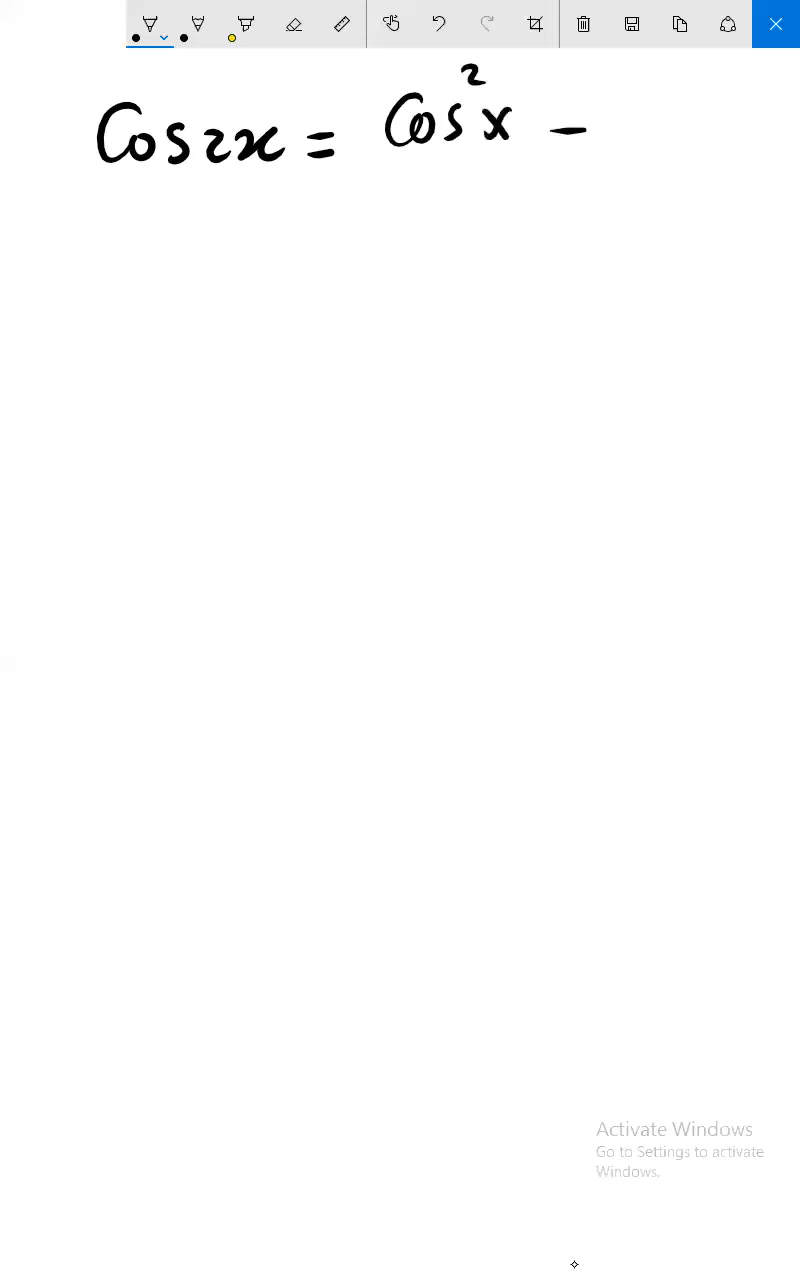 Cos2x = Cos²x -
Activate Windows
Go to Settings to activate
Windows.